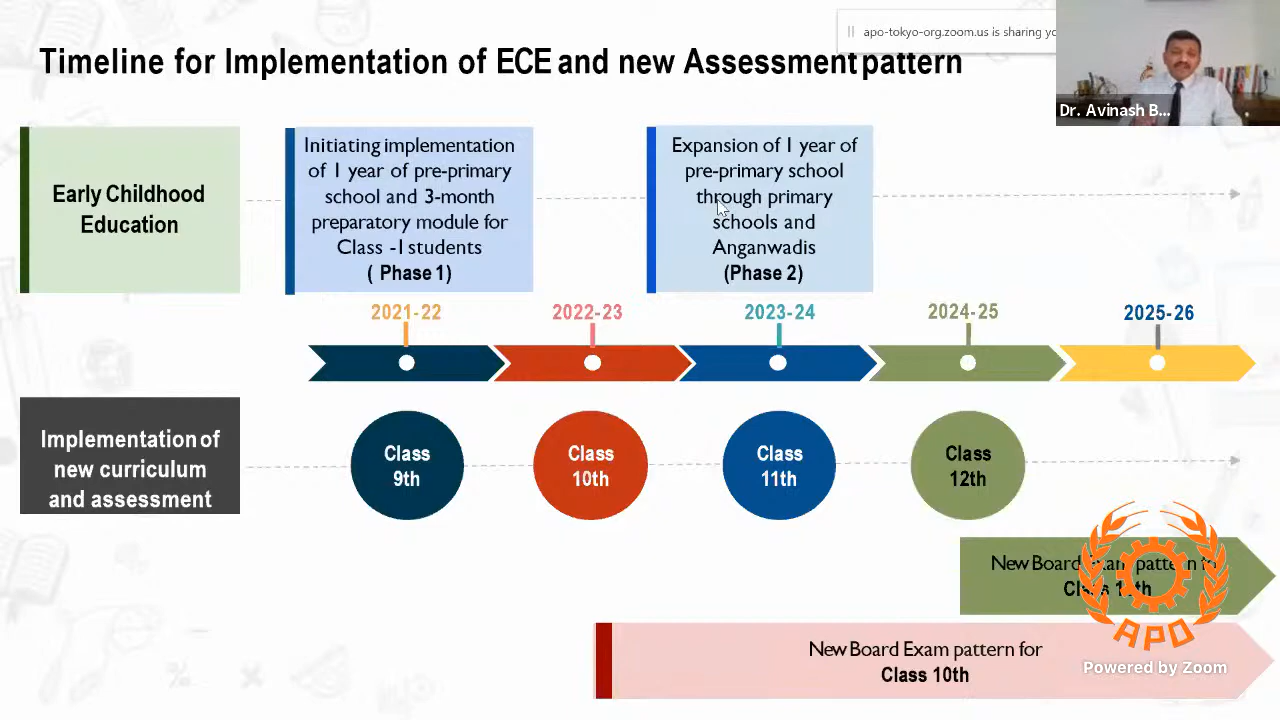 apo-tokyo-org.zoom.us is sharing yo
Timeline for Implementation of ECE and new Assessment pattern
Dr. Avinash B...
Early Childhood
Education
Initiating implementation
of 1 year of pre-primary
school and 3-month
preparatory module for
Class -1 students
( Phase 1)
Expansion of 1 year of
pre-primary school
through primary
schools and
Anganwadis
(Phase 2)
2021-22
2022-23
2023-24
2024-25
2025-26
Implementation of
new curriculum
and assessment
Class
9th
Class
10th
Class
11th
Class
12th
New Board Exam pattern
Class
New Board Exam pattern for
Class 10th
APO
Powered by Zoom